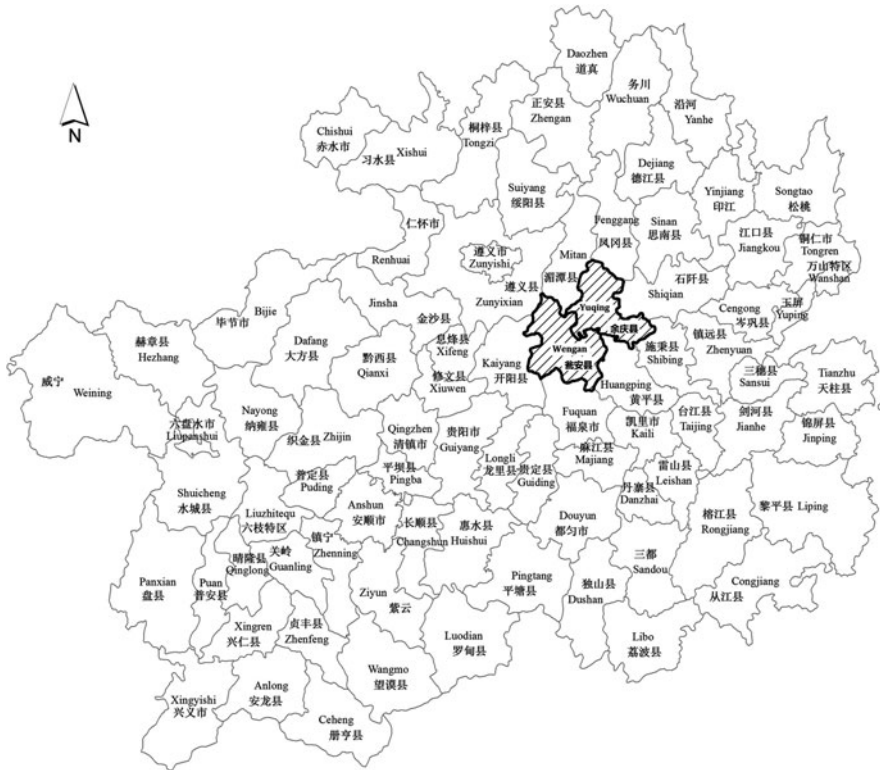 Daozhen
道真
务川
Wuchuan
沿河
Yanhe
正安县
Zhengan
桐梓县
Tongzi
Chishui
赤水市
Xishui
习水县
N
Dejiang
德江县
Suiyang
绥阳县
Yinjiang
印江
Songtao
松桃
Fenggang
凤冈县
Sinan
思南县
仁怀市
Renhuai
江口县
Jiangkou
铜仁市
Tongren
万山特区
Wanshan
遵义市
Zunyishi
Mitan
湄潭县
遵义县
Zunyixian
石阡县
Shiqian
Yuqing
余庆县
Cengong
岑巩县
玉屏
Yuping
Bijie
毕节市
Jinsha
金沙县
赫章县
Hezhang
Dafang
大方县
黔西县
Qianxi
息烽县
Xifeng
修文县
Xiuwen
Kaiyang
开阳县
Wengan
瓮安县
施秉县
Shibing
镇远县
Zhenyuan
三穗县
Sansui
Tianzhu
天柱县
威宁
Weining
Huangping
黄平县
六盘水市
Liupanshui
Nayong
纳雍县
织金县
Zhijin
Qingzhen
清镇市
贵阳市
Guiyang
Fuquan
福泉市
凯里市
Kaili
台江县
Taijing
剑河县
Jianhe
锦屏县
Jinping
麻江县
Majiang
Longli
龙里县
贵定县
Guiding
平坝县
Pingba
普定县
Puding
雷山县
Leishan
丹寨县
Danzhai
Shuicheng
水城县
Liuzhitequ
六枝特区
Anshun
安顺市
长顺县
Changshun
惠水县
Huishui
Douyun
都匀市
榕江县
Rongjiang
黎平县
Liping
镇宁
Zhenning
关岭
Guanling
晴隆县
Qinglong
三都
Sandou
Panxian
盘县
Puan
普安县
Ziyun
紫云
Pingtang
平塘县
独山县
Dushan
Congjiang
从江县
Xingren
兴仁县
贞丰县
Zhenfeng
Luodian
罗甸县
Libo
荔波县
Wangmo
望谟县
Xingyishi
兴义市
Anlong
安龙县
Ceheng
册亨县